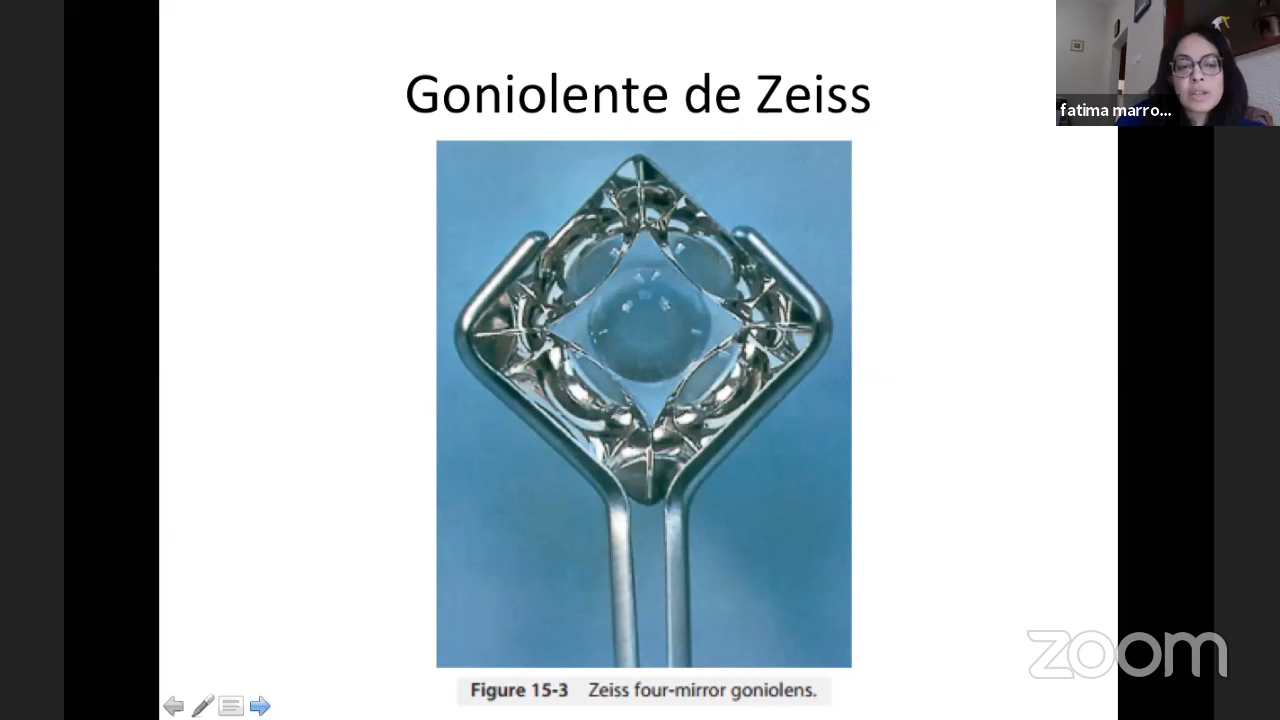 Goniolente de Zeiss
fatima marro...
Figure 15-3 Zeiss four-mirror goniolens.
zoom